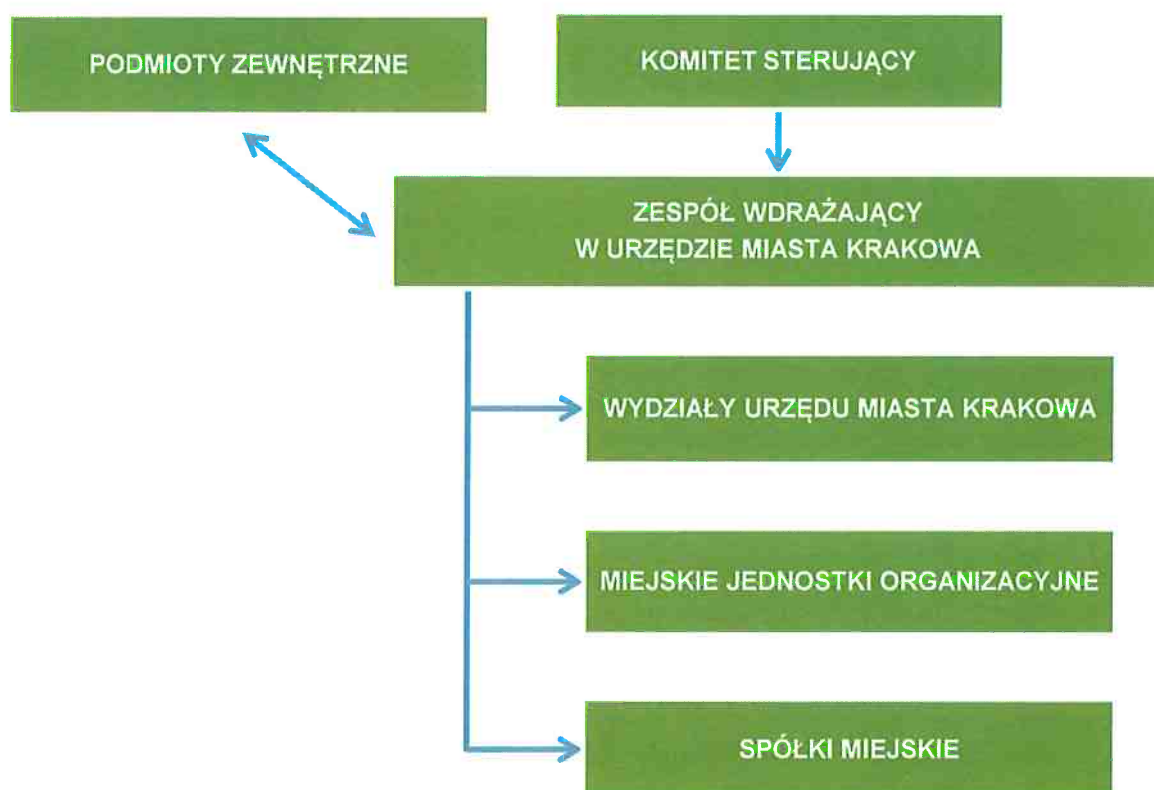 PODMIOTY ZEWNĘTRZNE
KOMITET STERUJĄCY
ZESPÓŁ WDRAŻAJĄCY
W URZĘDZIE MIASTA KRAKOWA
WYDZIAŁY URZĘDU MIASTA KRAKOWA
MIEJSKIE JEDNOSTKI ORGANIZACYJNE
SPÓŁKI MIEJSKIE